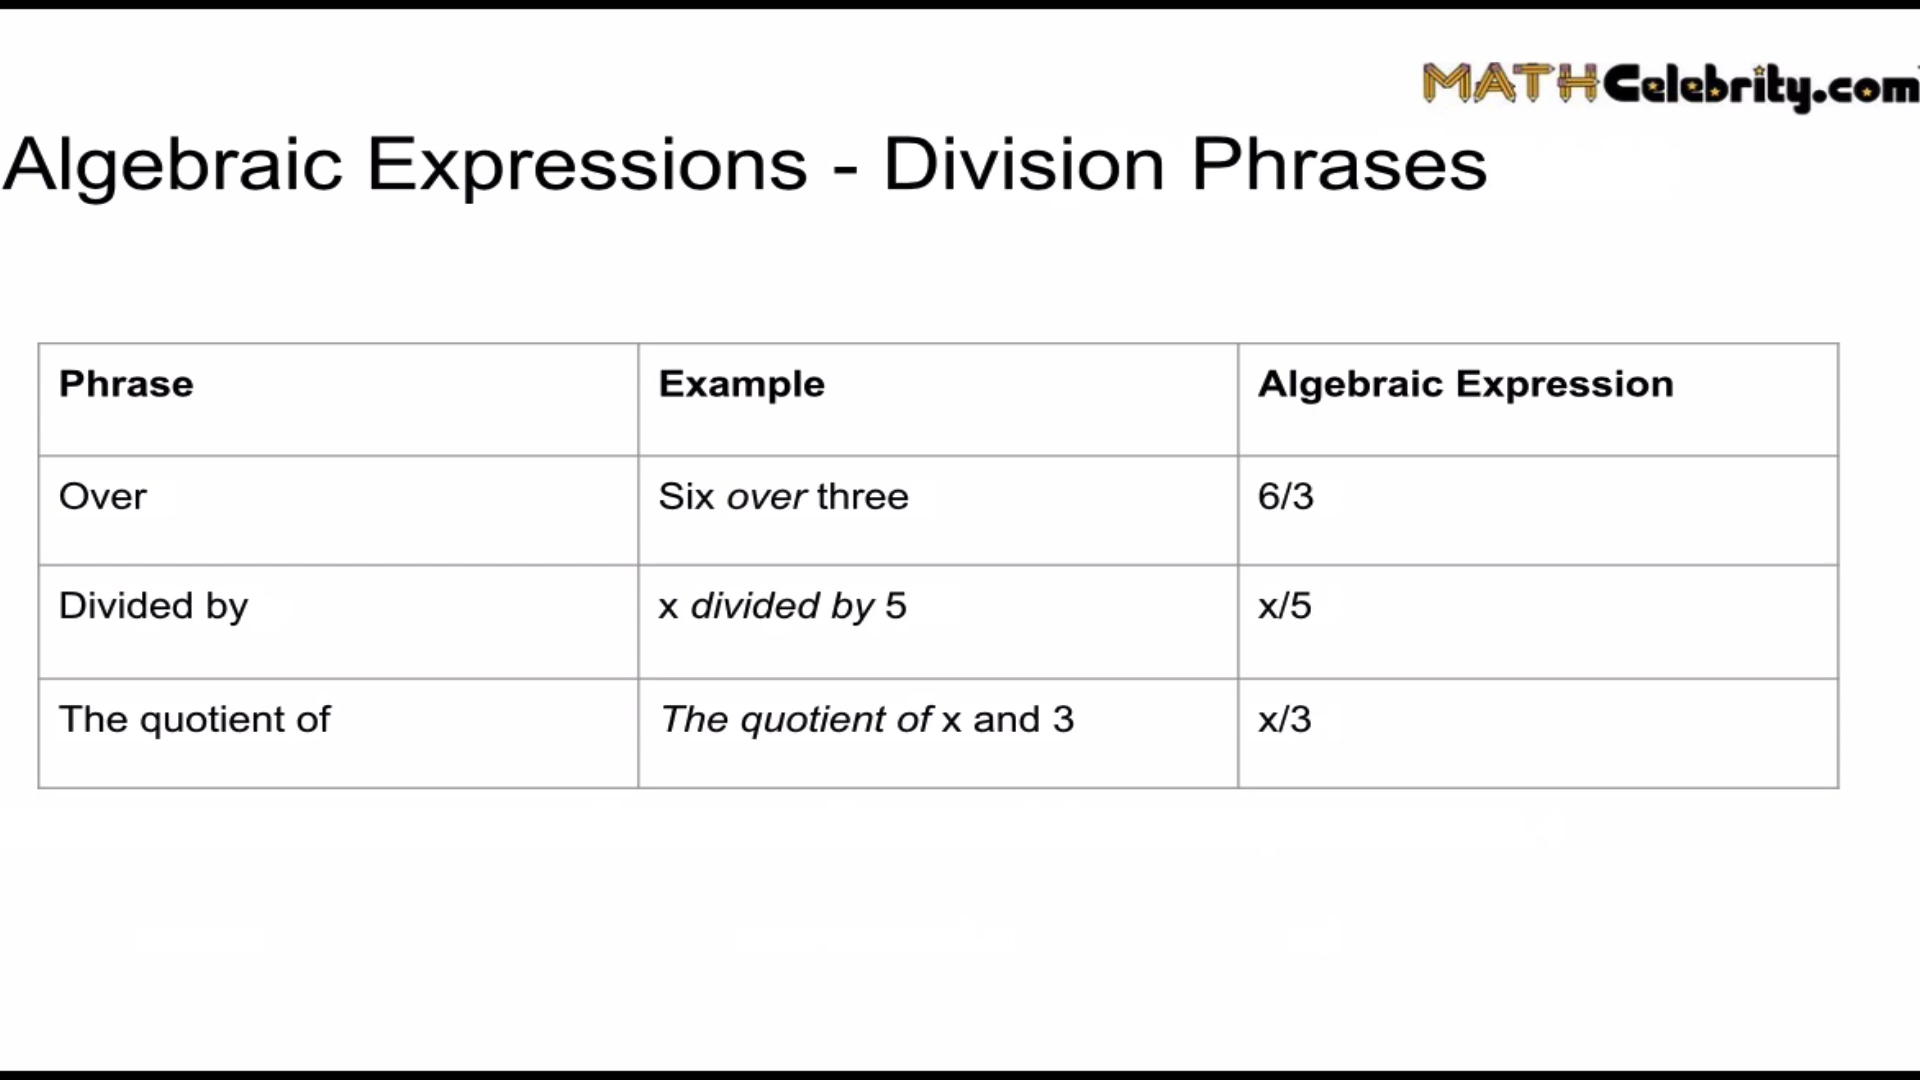 MATHCelebrity.com
Algebraic Expressions - Division Phrases
Phrase Example Algebraic Expression
Over Six over three 6/3
Divided by x divided by 5 x/5
The quotient of The quotient of x and 3 x/3